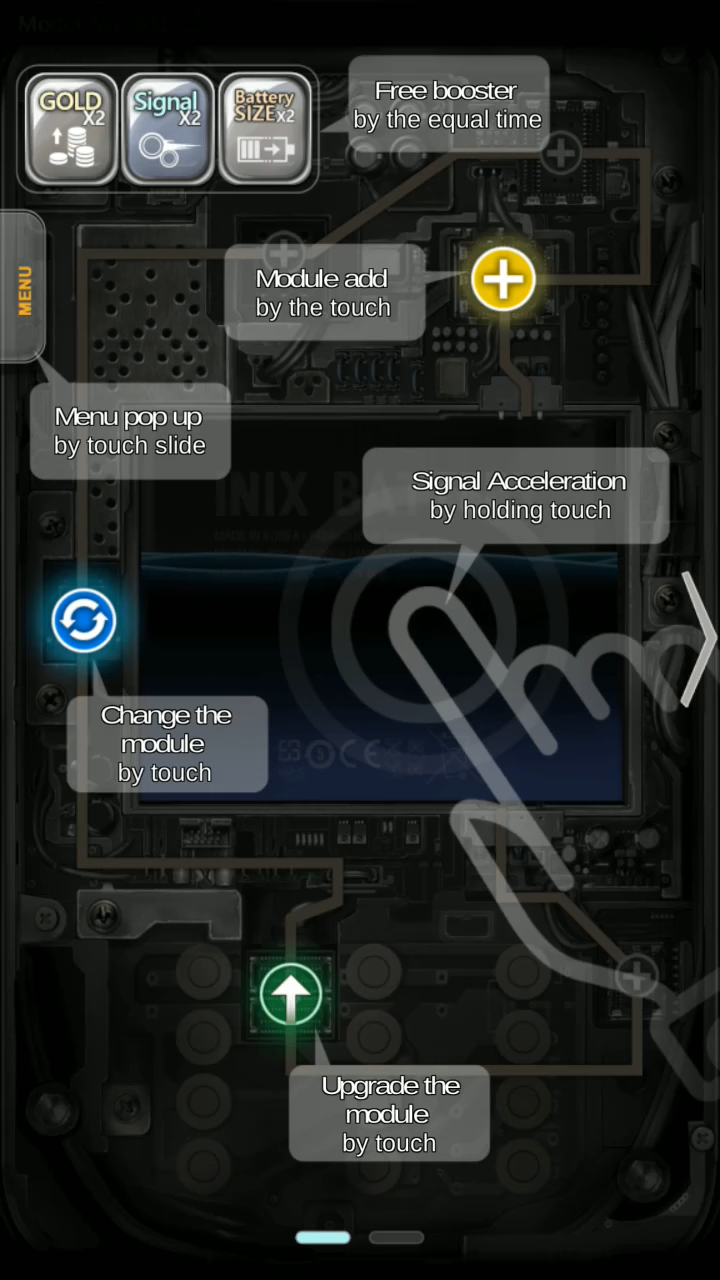 GOLD
X2
Signal
X2
Battery
SIZE X2
Free booster
by the equal time
MENU
Module add
by the touch
Menu pop up
by touch slide
INIX BA
Signal Acceleration
by holding touch
Change the
module
by touch
Upgrade the
module
by touch